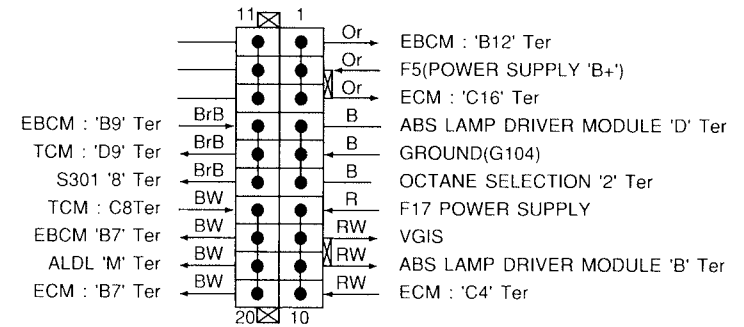 11 1
Or EBCM : 'B12' Ter
Or F5(POWER SUPPLY 'B+')
Or ECM : 'C16' Ter
EBCM : 'B9' Ter BrB B ABS LAMP DRIVER MODULE 'D' Ter
TCM : 'D9' Ter BrB B GROUND(G104)
S301 '8' Ter BrB B OCTANE SELECTION '2' Ter
TCM : C8Ter BW R F17 POWER SUPPLY
EBCM 'B7' Ter BW RW VGIS
ALDL 'M' Ter BW RW ABS LAMP DRIVER MODULE 'B' Ter
ECM : 'B7' Ter BW RW ECM : 'C4' Ter
20 10